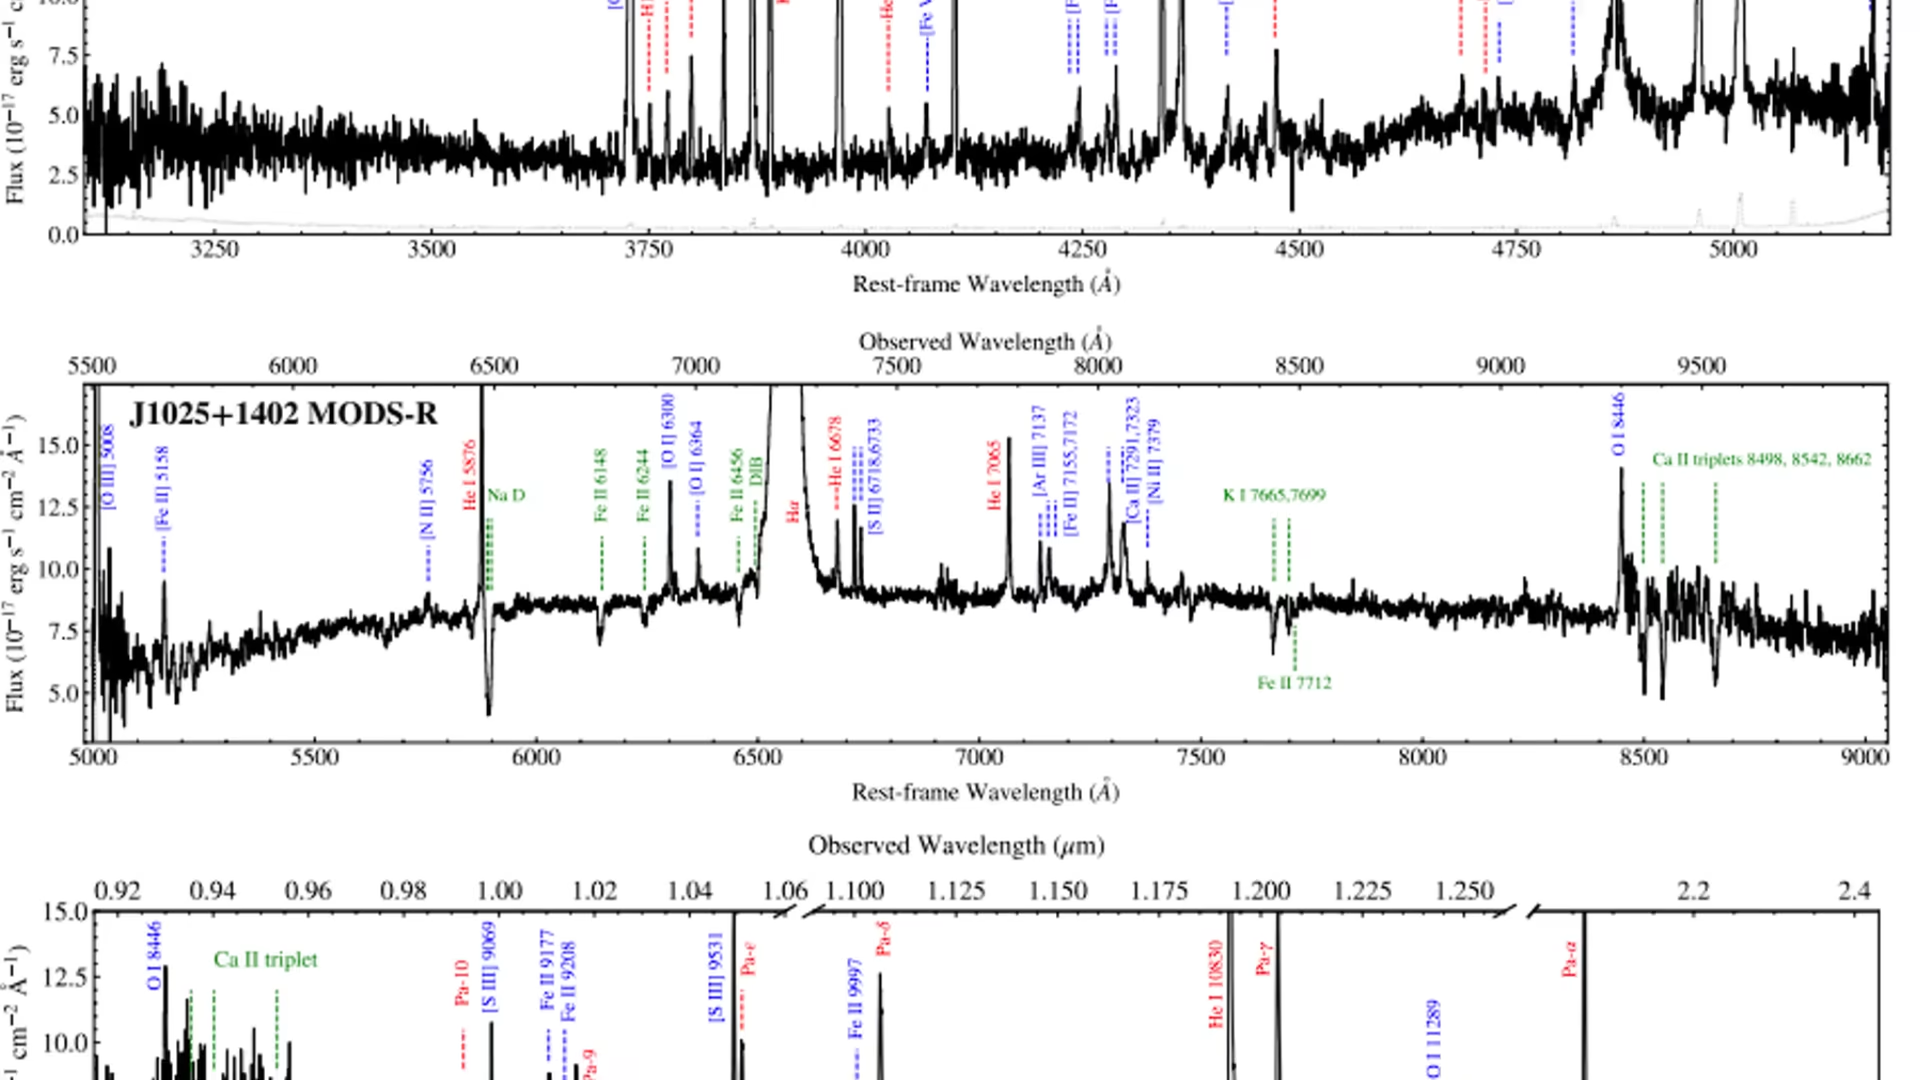 7.5
5.0
2.5
0.0
Flux (10⁻¹⁷ erg s⁻¹
3250 3500 3750 4000 4250 4500 4750 5000
Rest-frame Wavelength (Å)
Observed Wavelength (Å)
5500 6000 6500 7000 7500 8000 8500 9000 9500
J1025+1402 MODS-R
[O III] 5008
[Fe II] 5158
[N II] 5756
He I 5876
Na D
Fe II 6148
Fe II 6244
[O I] 6300
[O I] 6364
Fe II 6456
DIB
Hα
He I 6678
[S II] 6718,6733
He I 7065
[Ar III] 7137
[Fe II] 7155,7172
[Ca II] 7291,7323
[Ni II] 7379
K I 7665,7699
Fe II 7712
O I 8446
Ca II triplets 8498, 8542, 8662
15.0
12.5
10.0
7.5
5.0
Flux (10⁻¹⁷ erg s⁻¹ cm⁻² Å⁻¹)
5000 5500 6000 6500 7000 7500 8000 8500 9000
Rest-frame Wavelength (Å)
Observed Wavelength (μm)
0.92 0.94 0.96 0.98 1.00 1.02 1.04 1.06 1.100 1.125 1.150 1.175 1.200 1.225 1.250 2.2 2.4
15.0
12.5
10.0
cm⁻² Å⁻¹)
O I 8446
Ca II triplet
Pa-10
[S III] 9069
Fe II 9177
Fe II 9208
Pa-9
[S III] 9531
Pa-ε
Fe II 9997
Pa-δ
He I 10830
Pa-γ
O I 11289
Pa-α